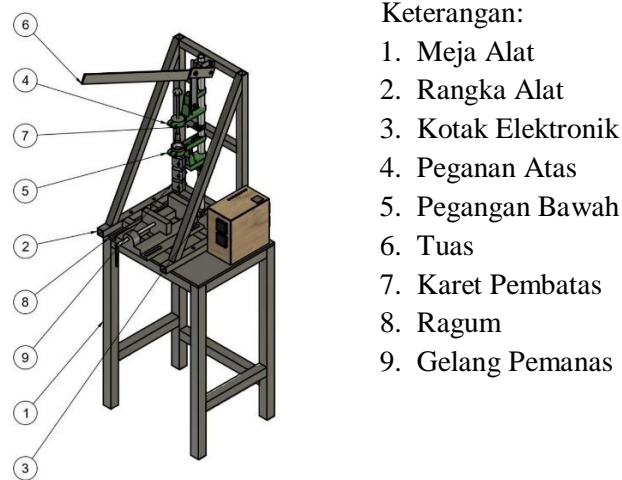 Keterangan:
1. Meja Alat
2. Rangka Alat
3. Kotak Elektronik
4. Peganan Atas
5. Pegangan Bawah
6. Tuas
7. Karet Pembatas
8. Ragum
9. Gelang Pemanas
6
4
7
5
2
8
9
1
3